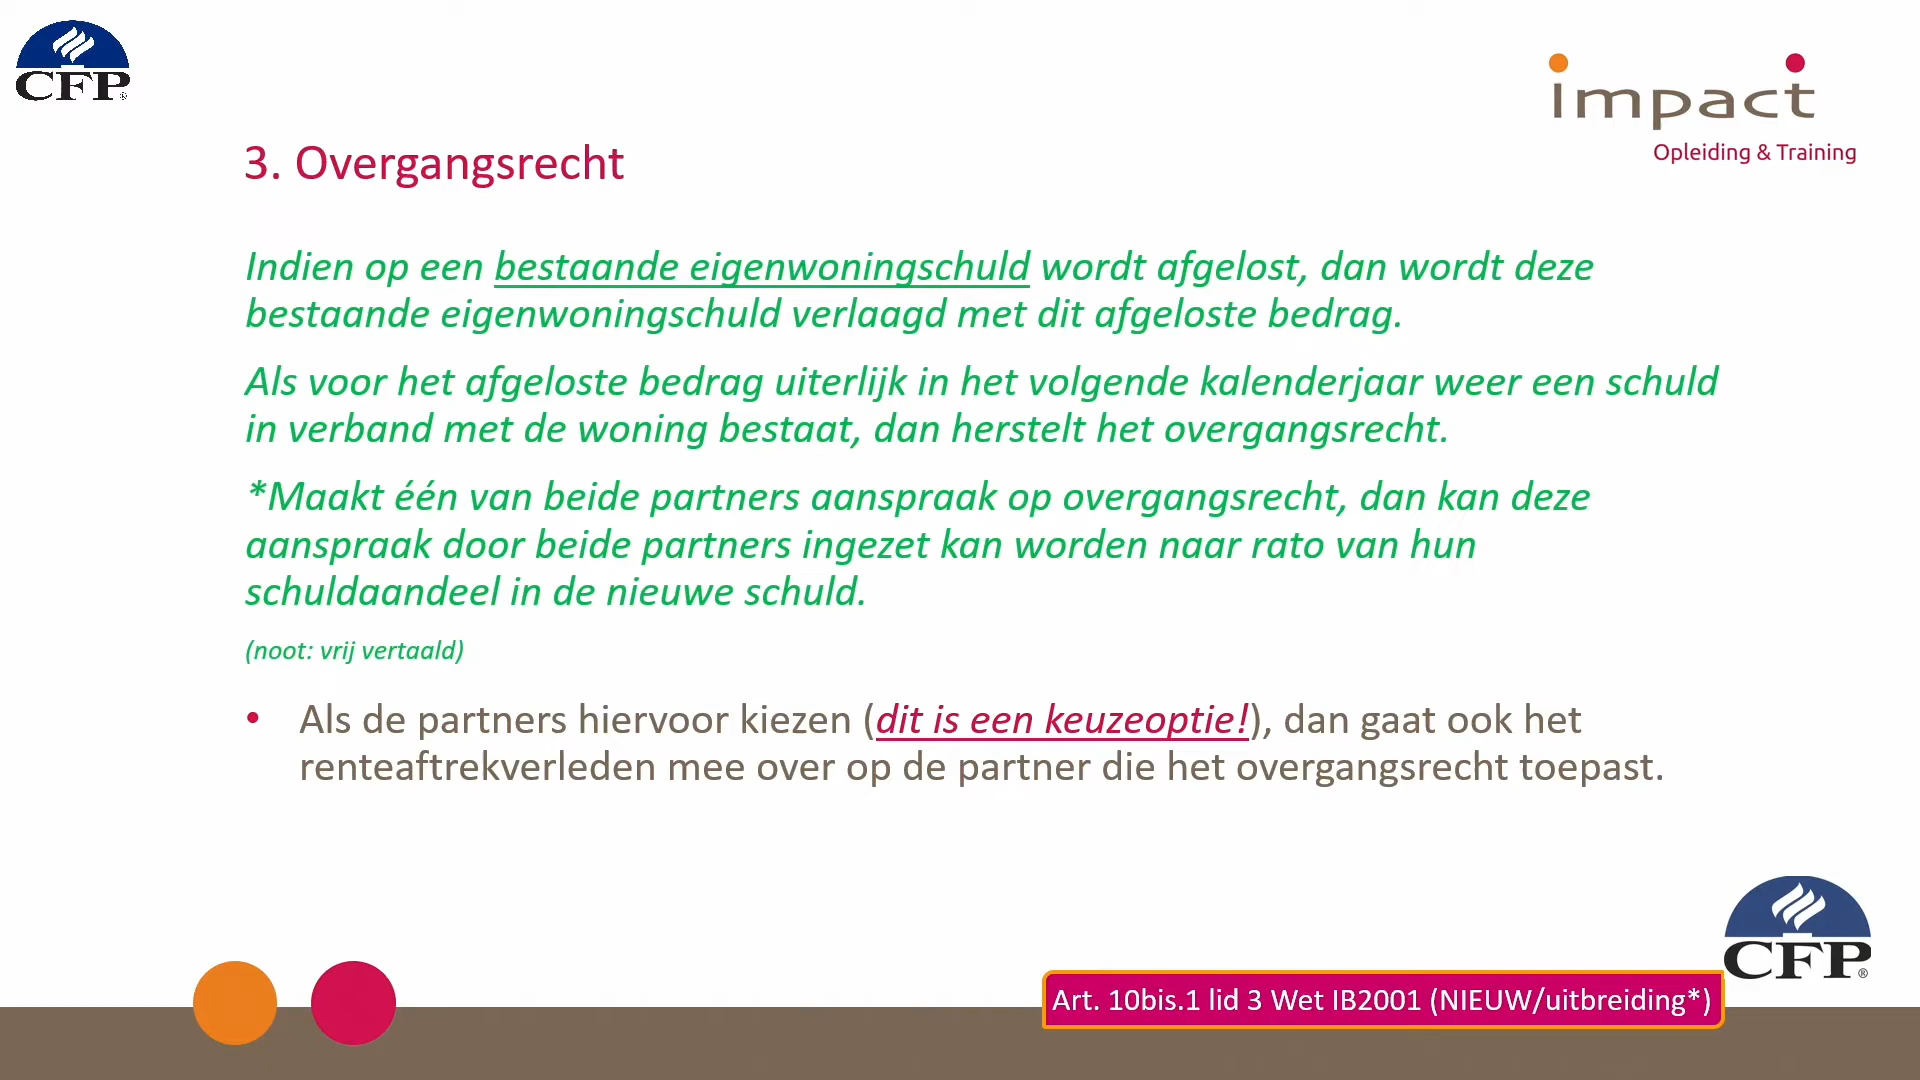 CFP®
impact
Opleiding & Training
3. Overgangsrecht
Indien op een bestaande eigenwoningschuld wordt afgelost, dan wordt deze
bestaande eigenwoningschuld verlaagd met dit afgeloste bedrag.
Als voor het afgeloste bedrag uiterlijk in het volgende kalenderjaar weer een schuld
in verband met de woning bestaat, dan herstelt het overgangsrecht.
*Maakt één van beide partners aanspraak op overgangsrecht, dan kan deze
aanspraak door beide partners ingezet kan worden naar rato van hun
schuldaandeel in de nieuwe schuld.
(noot: vrij vertaald)
• Als de partners hiervoor kiezen (dit is een keuzeoptie!), dan gaat ook het
renteaftrekverleden mee over op de partner die het overgangsrecht toepast.
CFP®
Art. 10bis.1 lid 3 Wet IB2001 (NIEUW/uitbreiding*)